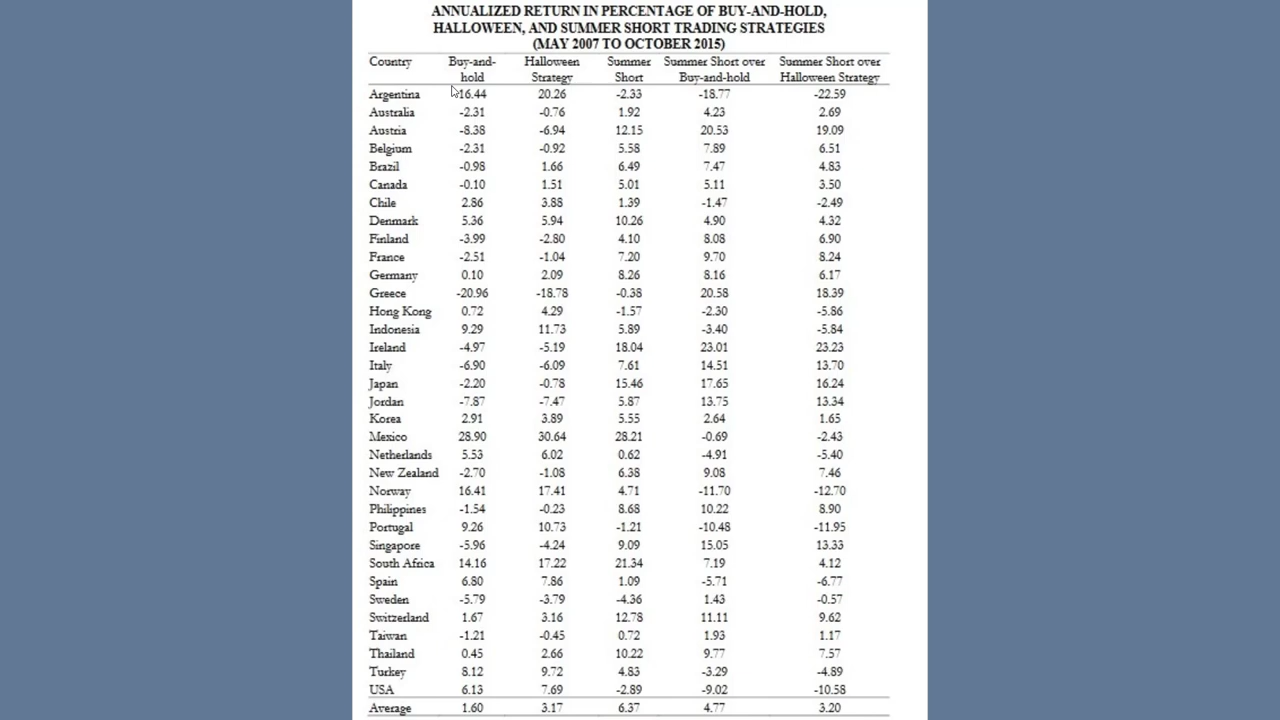 ANNUALIZED RETURN IN PERCENTAGE OF BUY-AND-HOLD,
HALLOWEEN, AND SUMMER SHORT TRADING STRATEGIES
(MAY 2007 TO OCTOBER 2015)
Country Buy-and-hold Halloween Strategy Summer Short Summer Short over Buy-and-hold Summer Short over Halloween Strategy
Argentina 16.44 20.26 -2.33 -18.77 -22.59
Australia -2.31 -0.76 1.92 4.23 2.69
Austria -8.38 -6.94 12.15 20.53 19.09
Belgium -2.31 -0.92 5.58 7.89 6.51
Brazil -0.98 1.66 6.49 7.47 4.83
Canada -0.10 1.51 5.01 5.11 3.50
Chile 2.86 3.88 1.39 -1.47 -2.49
Denmark 5.36 5.94 10.26 4.90 4.32
Finland -3.99 -2.80 4.10 8.08 6.90
France -2.51 -1.04 7.20 9.70 8.24
Germany 0.10 2.09 8.26 8.16 6.17
Greece -20.96 -18.78 -0.38 20.58 18.39
Hong Kong 0.72 4.29 -1.57 -2.30 -5.86
Indonesia 9.29 11.73 5.89 -3.40 -5.84
Ireland -4.97 -5.19 18.04 23.01 23.23
Italy -6.90 -6.09 7.61 14.51 13.70
Japan -2.20 -0.78 15.46 17.65 16.24
Jordan -7.87 -7.47 5.87 13.75 13.34
Korea 2.91 3.89 5.55 2.64 1.65
Mexico 28.90 30.64 28.21 -0.69 -2.43
Netherlands 5.53 6.02 0.62 -4.91 -5.40
New Zealand -2.70 -1.08 6.38 9.08 7.46
Norway 16.41 17.41 4.71 -11.70 -12.70
Philippines -1.54 -0.23 8.68 10.22 8.90
Portugal 9.26 10.73 -1.21 -10.48 -11.95
Singapore -5.96 -4.24 9.09 15.05 13.33
South Africa 14.16 17.22 21.34 7.19 4.12
Spain 6.80 7.86 1.09 -5.71 -6.77
Sweden -5.79 -3.79 -4.36 1.43 -0.57
Switzerland 1.67 3.16 12.78 11.11 9.62
Taiwan -1.21 -0.45 0.72 1.93 1.17
Thailand 0.45 2.66 10.22 9.77 7.57
Turkey 8.12 9.72 4.83 -3.29 -4.89
USA 6.13 7.69 -2.89 -9.02 -10.58
Average 1.60 3.17 6.37 4.77 3.20